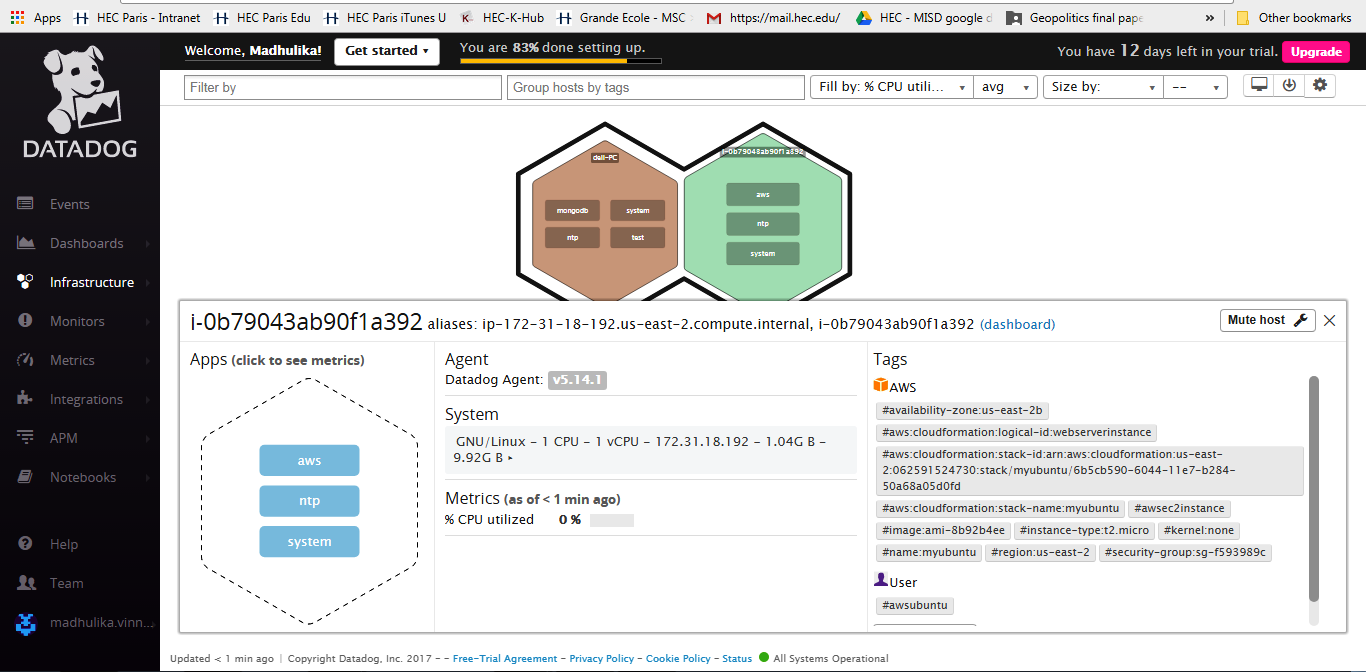 Apps HEC Paris - Intranet HEC Paris Edu HEC Paris iTunes U HEC-K-Hub Grande Ecole - MSC https://mail.hec.edu/ HEC - MISD google d Geopolitics final pape » Other bookmarks
Welcome, Madhulika! Get started You are 83% done setting up. You have 12 days left in your trial. Upgrade
Filter by Group hosts by tags Fill by: % CPU utili... avg Size by: --
DATADOG
Events
Dashboards
Infrastructure
Monitors
Metrics
Integrations
APM
Notebooks
Help
Team
madhulika.vinn...
dell-PC
mongodb system
ntp test
i-0b79043ab90f1a392
aws
ntp
system
i-0b79043ab90f1a392 aliases: ip-172-31-18-192.us-east-2.compute.internal, i-0b79043ab90f1a392 (dashboard) Mute host
Apps (click to see metrics)
aws
ntp
system
Agent
Datadog Agent: v5.14.1
System
GNU/Linux - 1 CPU - 1 vCPU - 172.31.18.192 - 1.04G B -
9.92G B
Metrics (as of < 1 min ago)
% CPU utilized 0 %
Tags
AWS
#availability-zone:us-east-2b
#aws:cloudformation:logical-id:webserverinstance
#aws:cloudformation:stack-id:arn:aws:cloudformation:us-east-
2:062591524730:stack/myubuntu/6b5cb590-6044-11e7-b284-
50a68a05d0fd
#aws:cloudformation:stack-name:myubuntu #awsec2instance
#image:ami-8b92b4ee #instance-type:t2.micro #kernel:none
#name:myubuntu #region:us-east-2 #security-group:sg-f593989c
User
#awsubuntu
Updated < 1 min ago | Copyright Datadog, Inc. 2017 - - Free-Trial Agreement - Privacy Policy - Cookie Policy - Status All Systems Operational